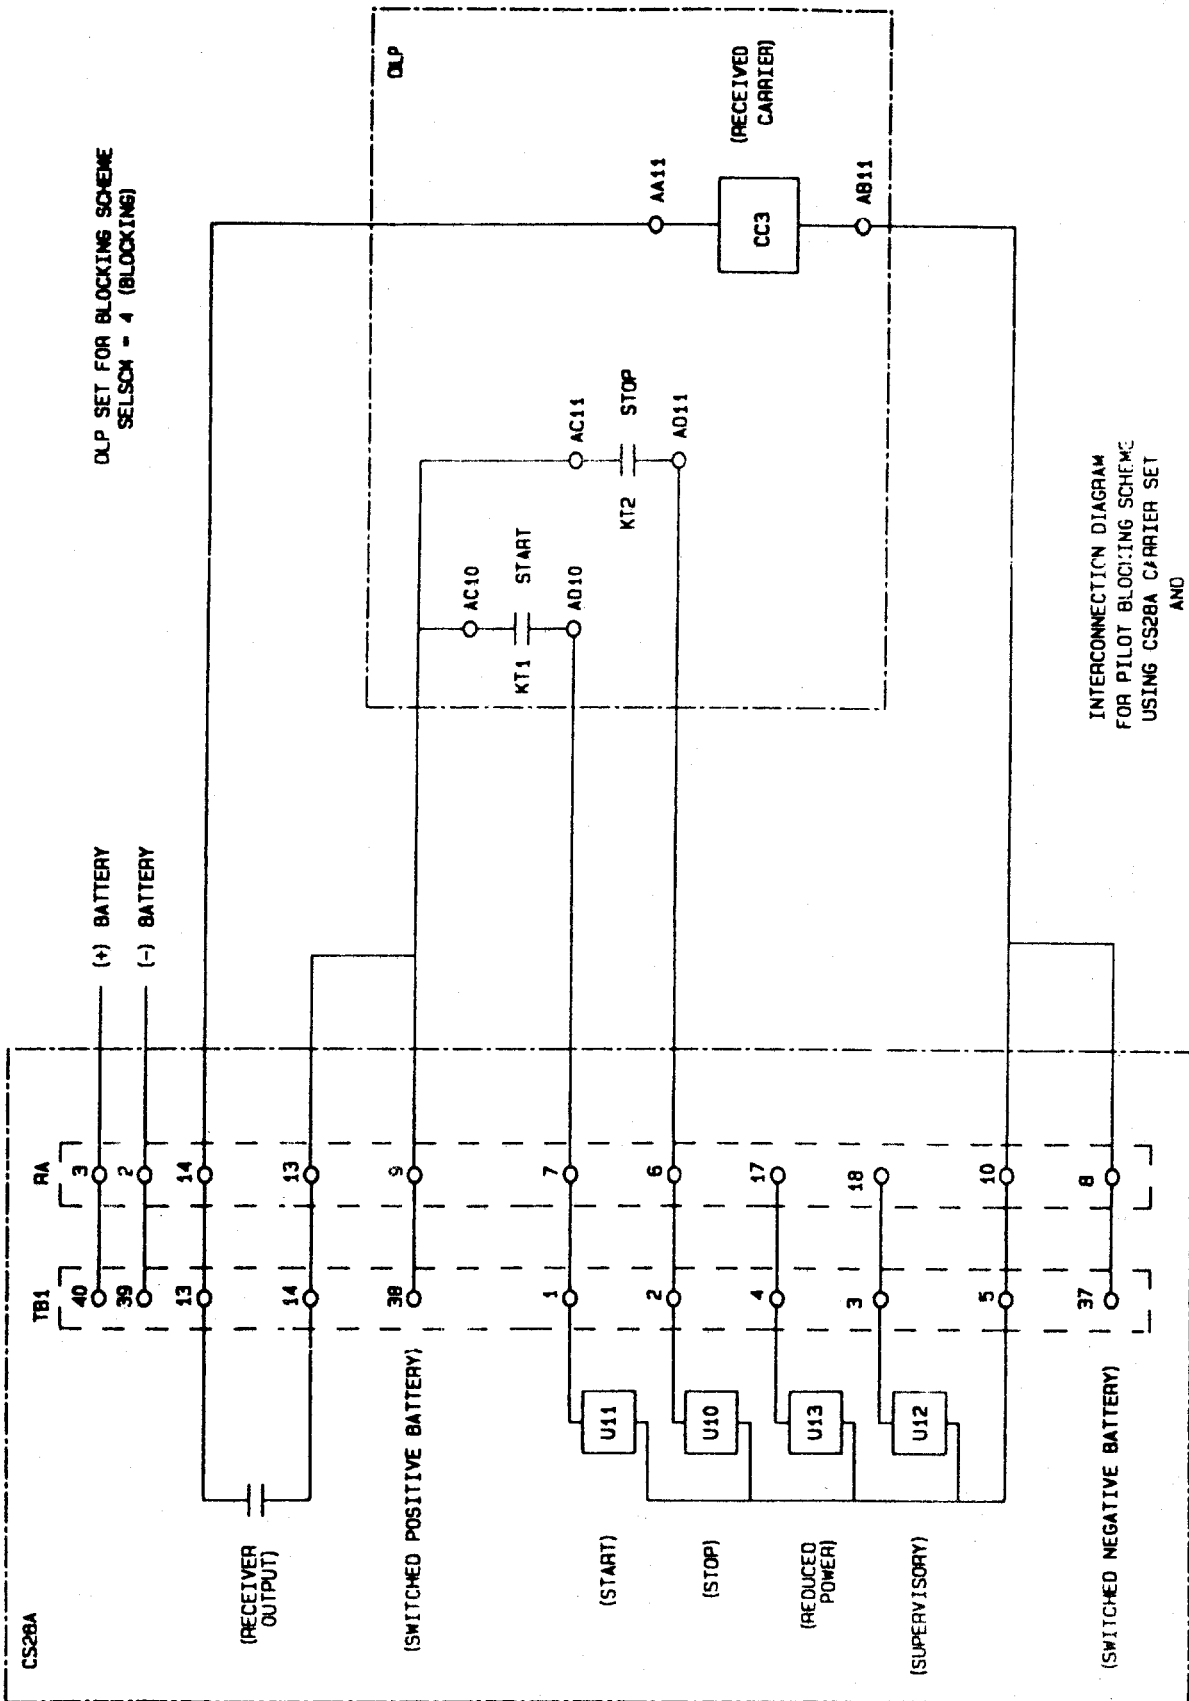 CS28A
TB1
RA
40
3
(+) BATTERY
39
2
(-) BATTERY
13
14
(RECEIVER
OUTPUT)
14
13
38
9
(SWITCHED POSITIVE BATTERY)
(START)
U11
1
7
(STOP)
U10
2
6
(REDUCED
POWER)
U13
4
17
(SUPERVISORY)
U12
3
18
5
10
(SWITCHED NEGATIVE BATTERY)
37
8
DLP SET FOR BLOCKING SCHEME
SELSCM = 4 (BLOCKING)
DLP
AC10
KT1
START
AD10
AC11
KT2
STOP
AD11
AA11
CC3
(RECEIVED
CARRIER)
AB11
INTERCONNECTION DIAGRAM
FOR PILOT BLOCKING SCHEME
USING CS28A CARRIER SET
AND